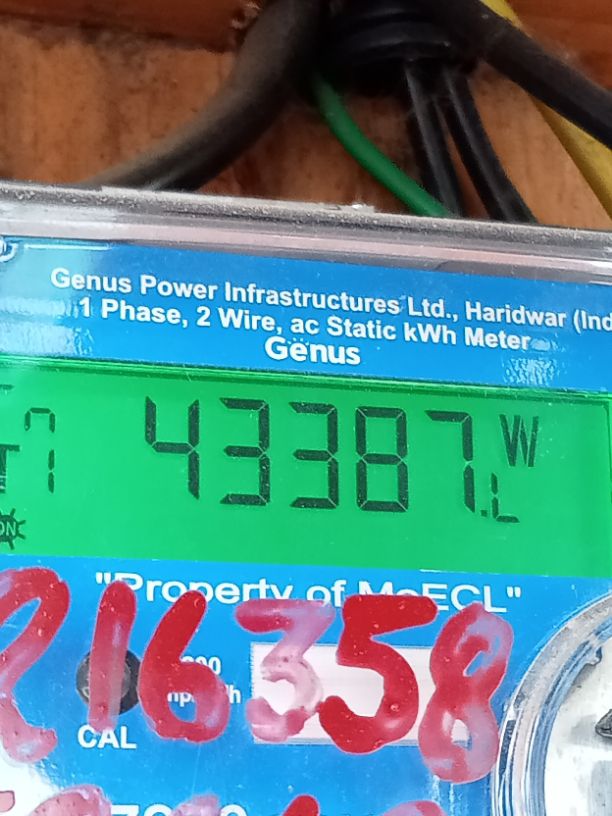 Genus Power Infrastructures Ltd., Haridwar (Ind
1 Phase, 2 Wire, ac Static kWh Meter
Genus
43387 W
"Property of MeECL"
216358
CAL